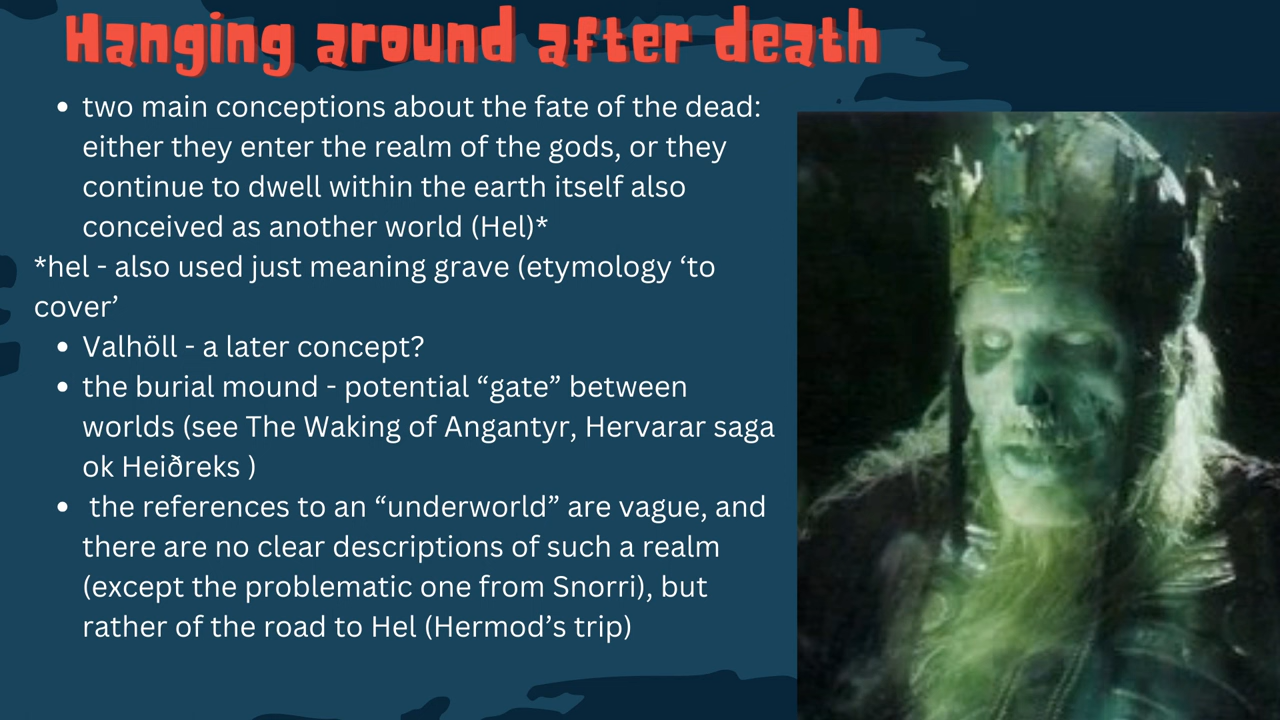 Hanging around after death
• two main conceptions about the fate of the dead:
either they enter the realm of the gods, or they
continue to dwell within the earth itself also
conceived as another world (Hel)*
*hel - also used just meaning grave (etymology ‘to
cover’
• Valhöll - a later concept?
• the burial mound - potential “gate” between
worlds (see The Waking of Angantyr, Hervarar saga
ok Heiðreks )
• the references to an “underworld” are vague, and
there are no clear descriptions of such a realm
(except the problematic one from Snorri), but
rather of the road to Hel (Hermod’s trip)